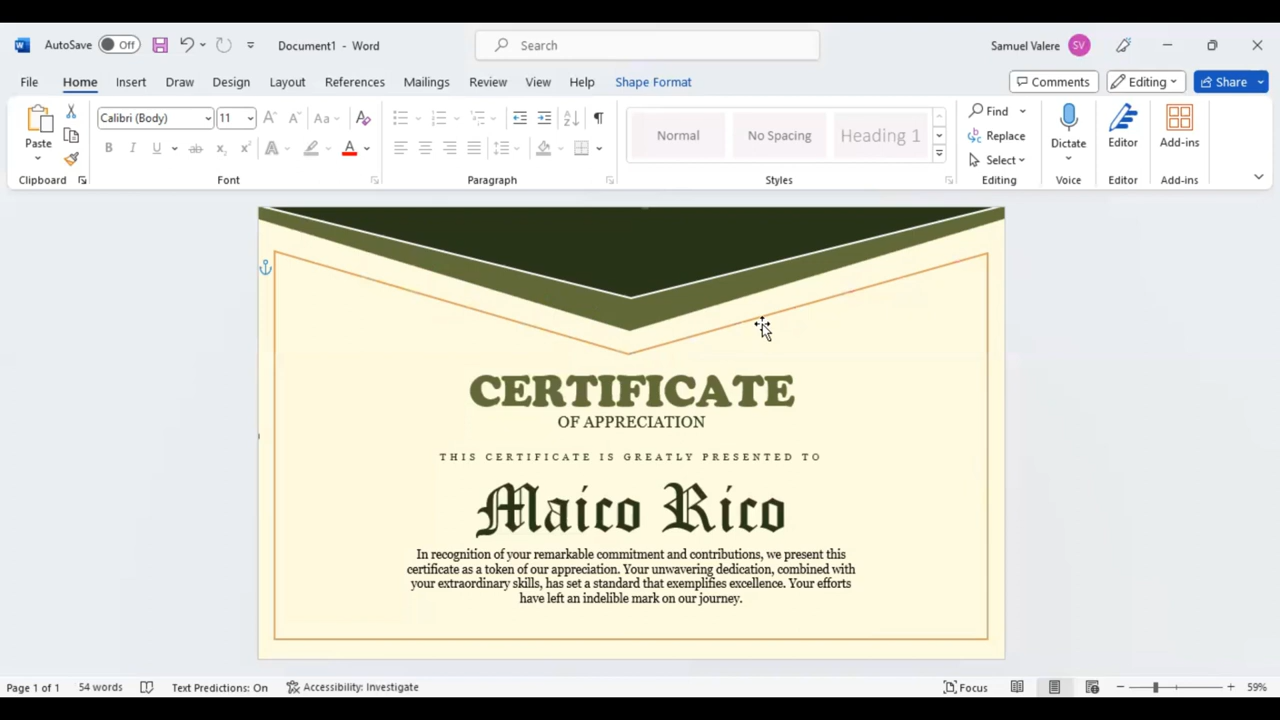 AutoSave Off Document1 - Word Search Samuel Valere SV
File Home Insert Draw Design Layout References Mailings Review View Help Shape Format Comments Editing Share
Calibri (Body) 11 Aa Find
Paste B I U ab x₂ x² A A Normal No Spacing Heading 1 Replace Dictate Editor Add-ins
Select
Clipboard Font Paragraph Styles Editing Voice Editor Add-ins
CERTIFICATE
OF APPRECIATION
THIS CERTIFICATE IS GREATLY PRESENTED TO
Maico Rico
In recognition of your remarkable commitment and contributions, we present this
certificate as a token of our appreciation. Your unwavering dedication, combined with
your extraordinary skills, has set a standard that exemplifies excellence. Your efforts
have left an indelible mark on our journey.
Page 1 of 1 54 words Text Predictions: On Accessibility: Investigate Focus 59%